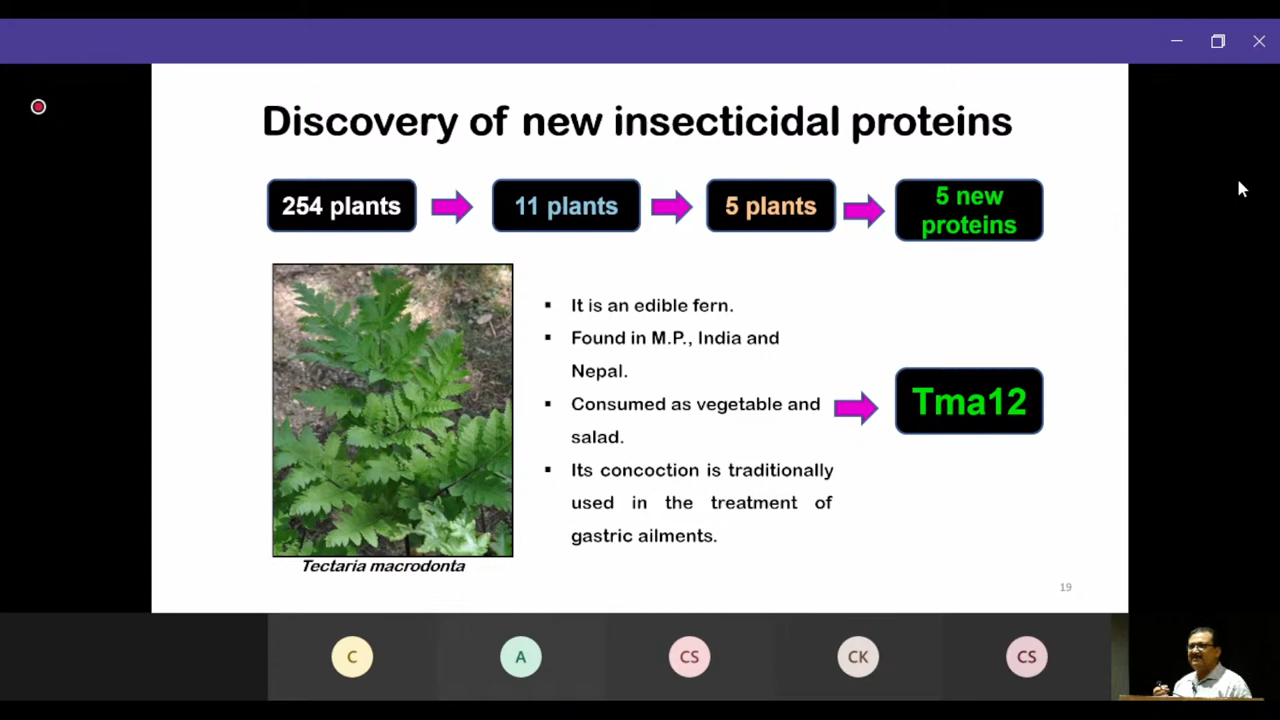 Discovery of new insecticidal proteins
254 plants
11 plants
5 plants
5 new
proteins
▪ It is an edible fern.
▪ Found in M.P., India and
Nepal.
▪ Consumed as vegetable and
salad.
▪ Its concoction is traditionally
used in the treatment of
gastric ailments.
Tma12
Tectaria macrodonta
19
C
A
CS
CK
CS